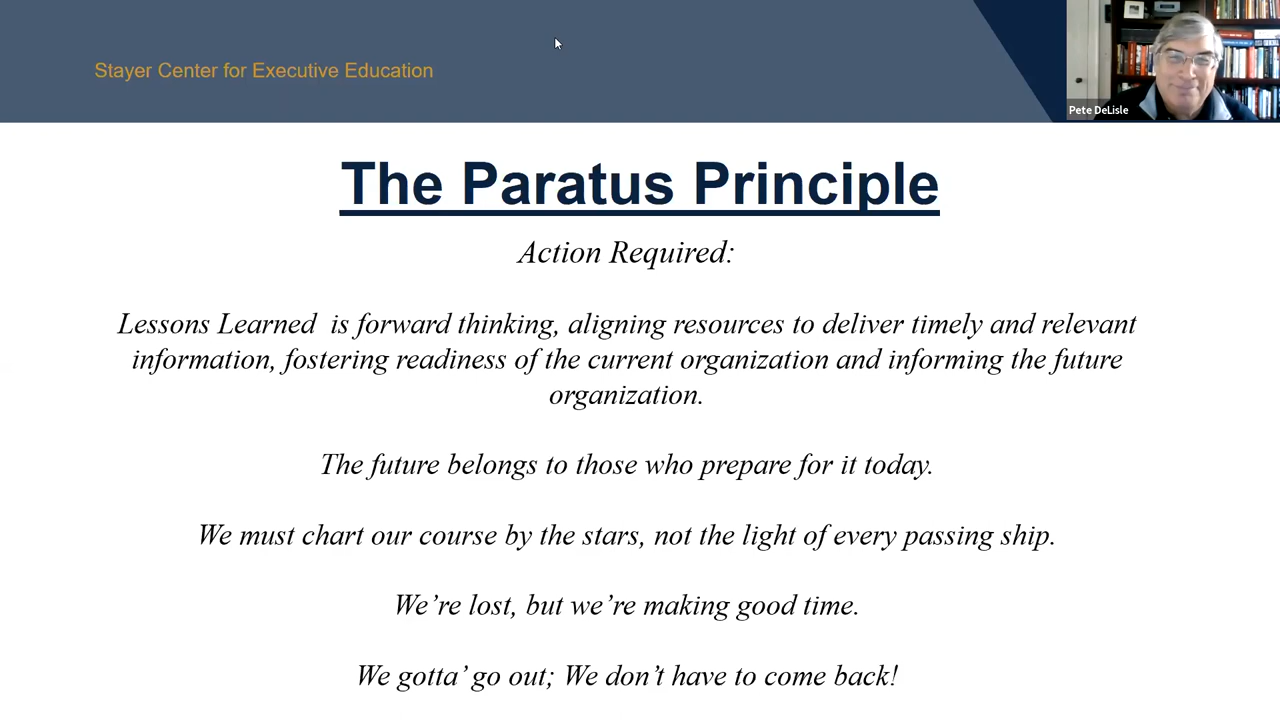 Stayer Center for Executive Education
Pete DeLisle
The Paratus Principle
Action Required:
Lessons Learned  is forward thinking, aligning resources to deliver timely and relevant
information, fostering readiness of the current organization and informing the future
organization.
The future belongs to those who prepare for it today.
We must chart our course by the stars, not the light of every passing ship.
We’re lost, but we’re making good time.
We gotta’ go out; We don’t have to come back!